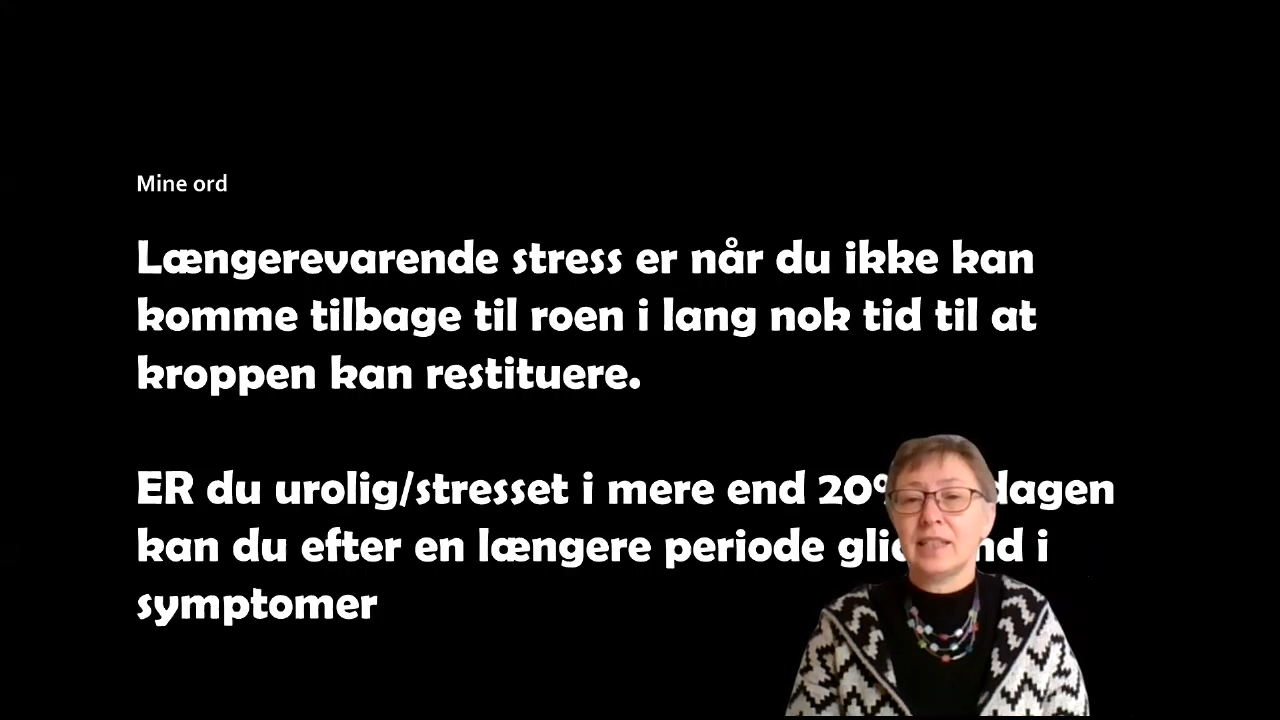 Mine ord
Længerevarende stress er når du ikke kan
komme tilbage til roen i lang nok tid til at
kroppen kan restituere.
ER du urolig/stresset i mere end 20% dagen
kan du efter en længere periode i
symptomer